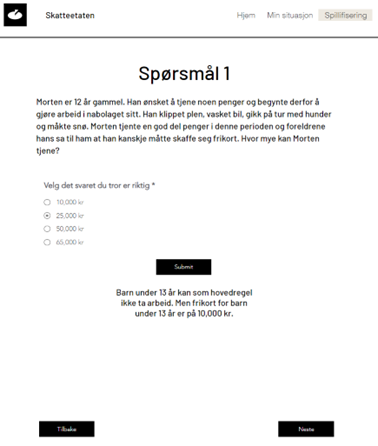 Skatteetaten
Hjem Min situasjon Spillifisering
Spørsmål 1
Morten er 12 år gammel. Han ønsket å tjene noen penger og begynte derfor å
gjøre arbeid i nabolaget sitt. Han klippet plen, vasket bil, gikk på tur med hunder
og måkte snø. Morten tjente en god del penger i denne perioden og foreldrene
hans sa til ham at han kanskje måtte skaffe seg frikort. Hvor mye kan Morten
tjene?
Velg det svaret du tror er riktig *
10,000 kr
25,000 kr
50,000 kr
65,000 kr
Submit
Barn under 13 år kan som hovedregel
ikke ta arbeid. Men frikort for barn
under 13 år er på 10,000 kr.
Tilbake
Neste